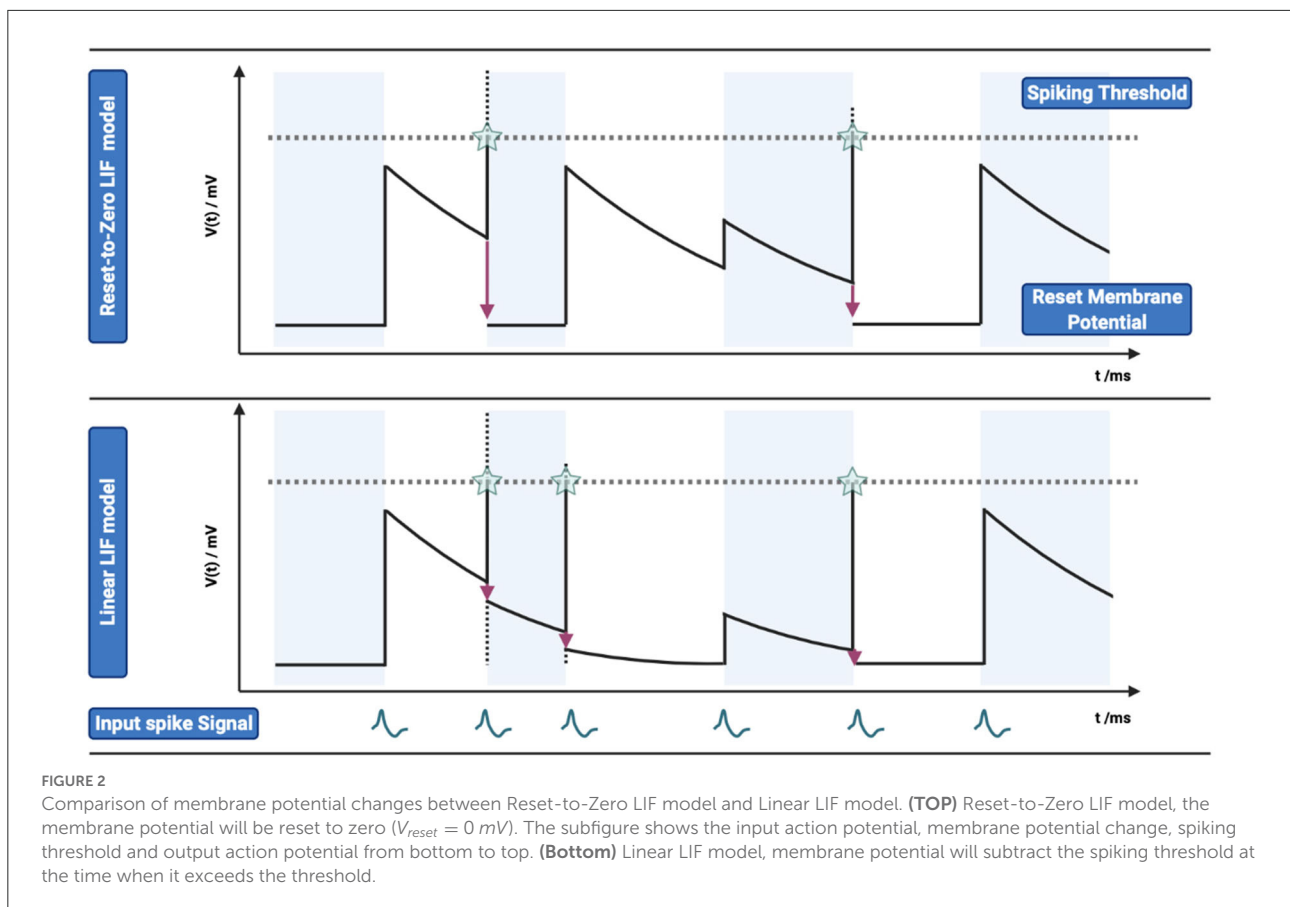 Reset-to-Zero LIF model
V(t) / mV
Spiking Threshold
Reset Membrane
Potential
t /ms
Linear LIF model
V(t) / mV
t /ms
Input spike Signal
FIGURE 2
Comparison of membrane potential changes between Reset-to-Zero LIF model and Linear LIF model. (TOP) Reset-to-Zero LIF model, the
membrane potential will be reset to zero (Vreset = 0 mV). The subfigure shows the input action potential, membrane potential change, spiking
threshold and output action potential from bottom to top. (Bottom) Linear LIF model, membrane potential will subtract the spiking threshold at
the time when it exceeds the threshold.